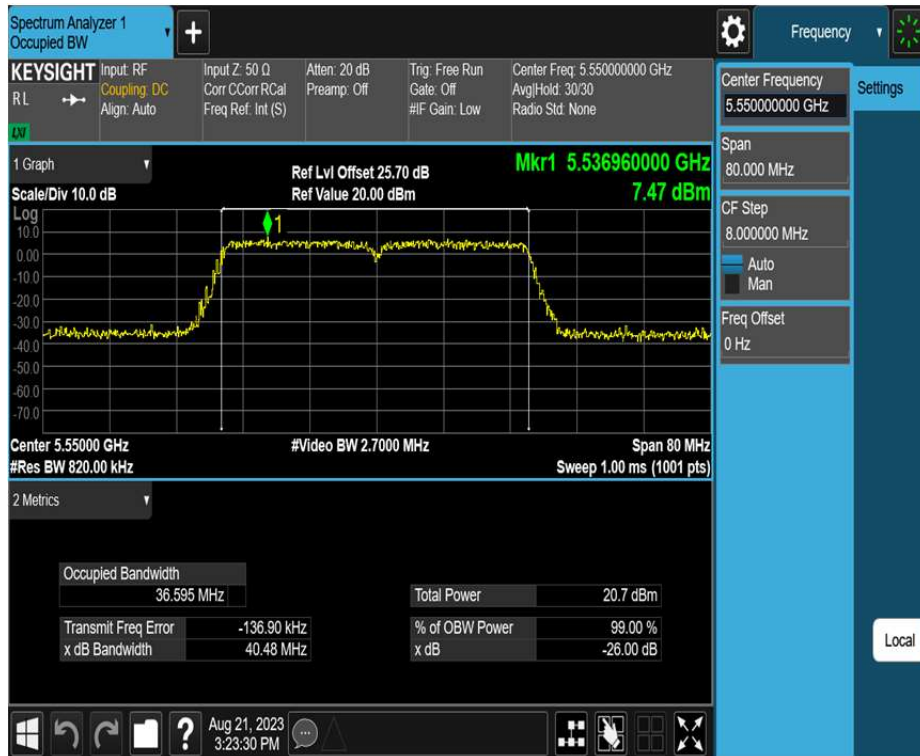 Spectrum Analyzer 1
Occupied BW
+
Frequency
KEYSIGHT
RL
LXI
Input: RF
Coupling: DC
Align: Auto
Input Z: 50 Ω
Corr CCorr RCal
Freq Ref: Int (S)
Atten: 20 dB
Preamp: Off
Trig: Free Run
Gate: Off
#IF Gain: Low
Center Freq: 5.550000000 GHz
Avg|Hold: 30/30
Radio Std: None
Center Frequency
5.55000000 GHz
Settings
Span
80.000 MHz
CF Step
8.000000 MHz
Auto
Man
Freq Offset
0 Hz
Local
1 Graph
Scale/Div 10.0 dB
Ref Lvl Offset 25.70 dB
Ref Value 20.00 dBm
Mkr1 5.536960000 GHz
7.47 dBm
Log
10.0
0.00
-10.0
-20.0
-30.0
-40.0
-50.0
-60.0
-70.0
1
Center 5.55000 GHz
#Video BW 2.7000 MHz
Span 80 MHz
#Res BW 820.00 kHz
Sweep 1.00 ms (1001 pts)
2 Metrics
Occupied Bandwidth
36.595 MHz
Total Power 20.7 dBm
Transmit Freq Error -136.90 kHz
% of OBW Power 99.00 %
x dB Bandwidth 40.48 MHz
x dB -26.00 dB
?
Aug 21, 2023
3:23:30 PM